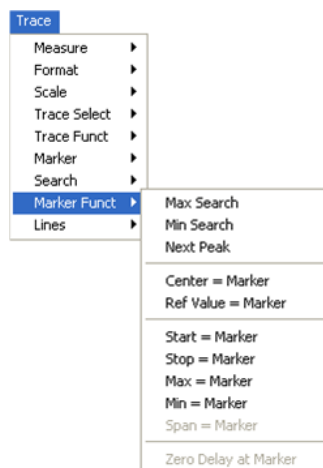 Trace
Measure
Format
Scale
Trace Select
Trace Funct
Marker
Search
Marker Funct
Lines
Max Search
Min Search
Next Peak
Center = Marker
Ref Value = Marker
Start = Marker
Stop = Marker
Max = Marker
Min = Marker
Span = Marker
Zero Delay at Marker